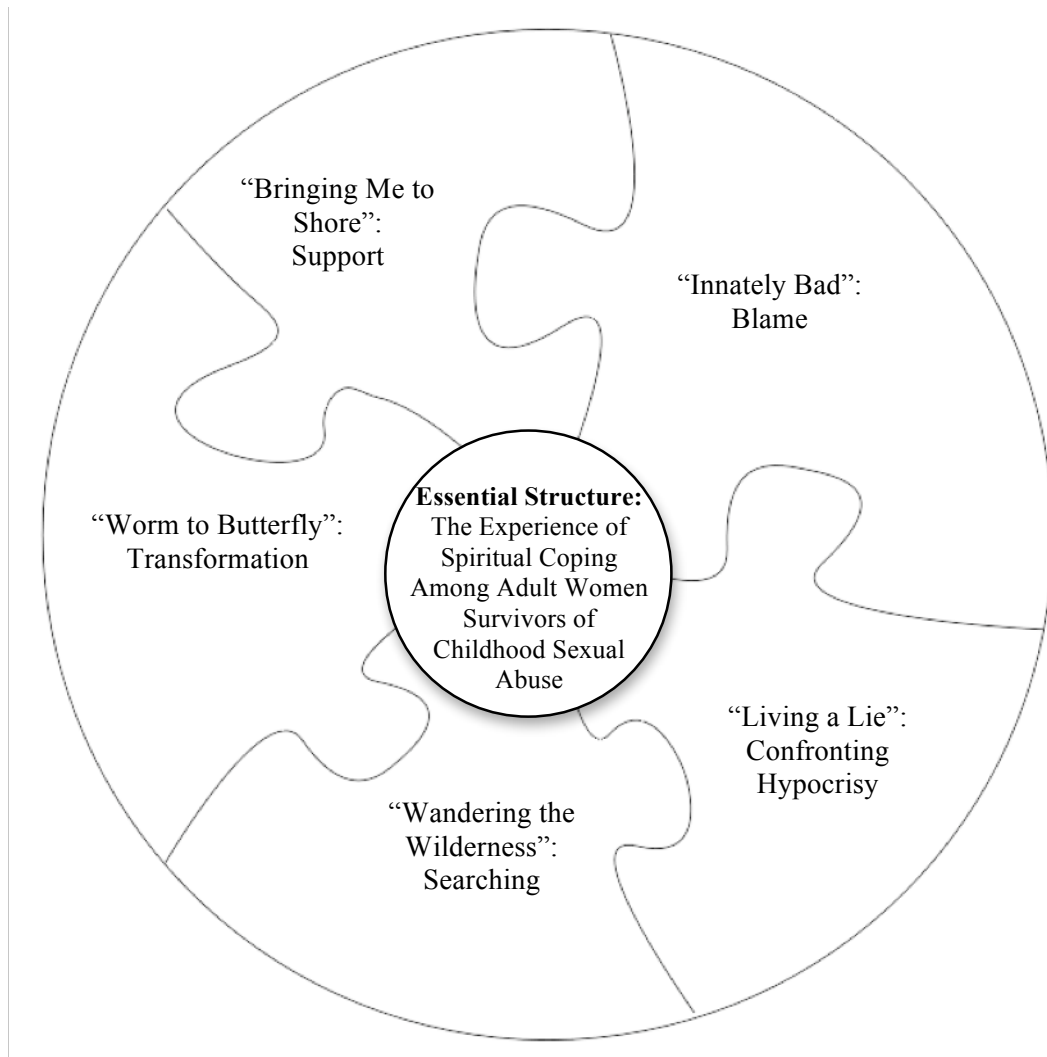 “Bringing Me to
Shore”:
Support
“Innately Bad”:
Blame
“Worm to Butterfly”:
Transformation
Essential Structure:
The Experience of
Spiritual Coping
Among Adult Women
Survivors of
Childhood Sexual
Abuse
“Living a Lie”:
Confronting
Hypocrisy
“Wandering the
Wilderness”:
Searching